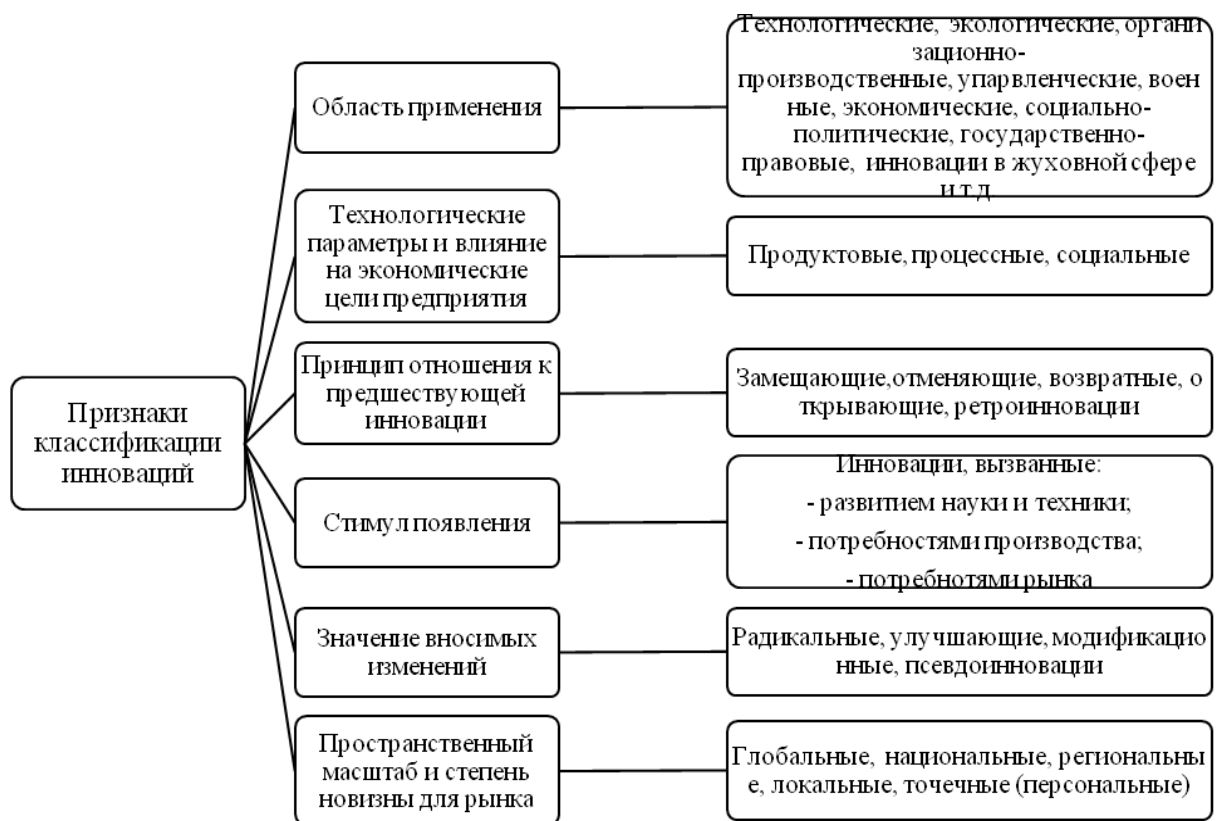 Признаки
классификации
инноваций
Область применения
Технологические, экологические, органи
зационно-
производственные, упарвленческие, воен
ные, экономические, социально-
политические, государственно-
правовые, инновации в жуховной сфере
и т.д.
Технологические
параметры и влияние
на экономические
цели предприятия
Продуктовые, процессные, социальные
Принцип отношения к
предшествующей
инновации
Замещающие,отменяющие, возвратные, о
ткрывающие, ретроинновации
Стимул появления
Инновации, вызванные:
- развитием науки и техники;
- потребностями производства;
- потребнотями рынка
Значение вносимых
изменений
Радикальные, улучшающие, модификацио
нные, псевдоинновации
Пространственный
масштаб и степень
новизны для рынка
Глобальные, национальные, региональны
е, локальные, точечные (персональные)